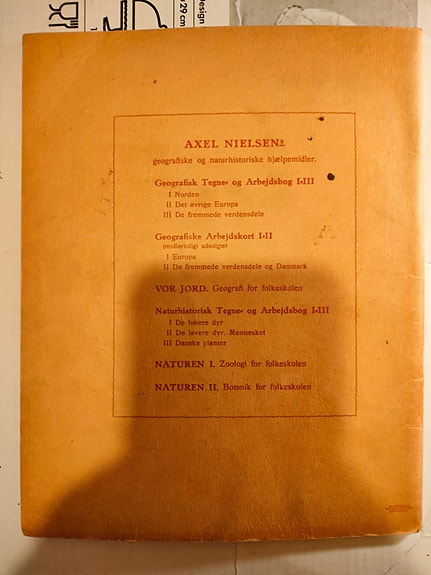 Design
29 cm
AXEL NIELSENs
geografiske og naturhistoriske hjælpemidler.
Geografisk Tegne- og Arbejdsbog I-III
I Norden
II Det øvrige Europa
III De fremmede verdensdele
Geografiske Arbejdskort I-II
(midlertidigt udsolgte)
I Europa
II De fremmede verdensdele og Danmark
VOR JORD. Geografi for folkeskolen
Naturhistorisk Tegne- og Arbejdsbog I-III
I De højere dyr
II De lavere dyr. Mennesket
III Danske planter
NATUREN I. Zoologi for folkeskolen
NATUREN II. Botanik for folkeskolen